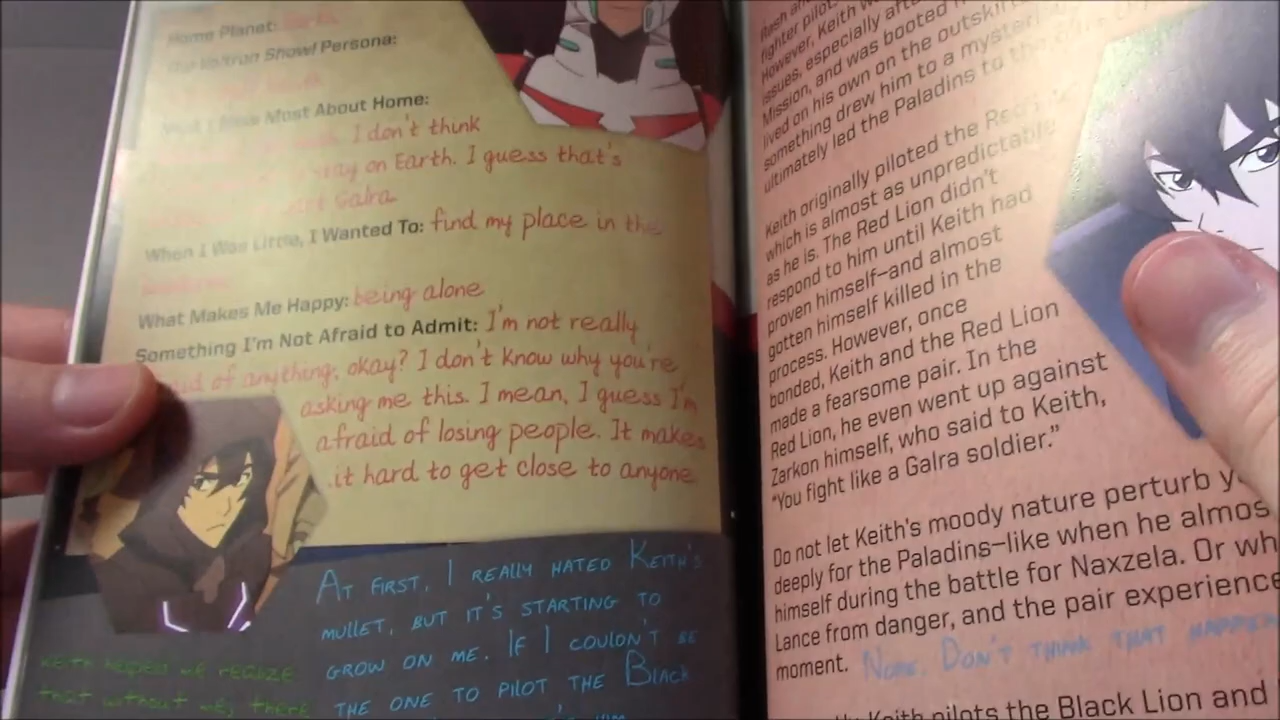 Home Planet:
Show! Persona:
What I Miss Most About Home:
I don't think
stay on Earth. I guess that's
Galra.
When I Was Little, I Wanted To: find my place in the
What Makes Me Happy: being alone
Something I'm Not Afraid to Admit: I'm not really
of anything, okay? I don't know why you're
asking me this. I mean, I guess I'm
afraid of losing people. It makes
it hard to get close to anyone
AT FIRST, I REALLY HATED KEITH'S
MULLET, BUT IT'S STARTING TO
GROW ON ME. IF I COULDN'T BE
THE ONE TO PILOT THE BLACK
KEITH HELPED ME REALIZE
THAT WITHOUT ME, THERE
fighter pilot
However, Keith
issues, especially after
Mission, and was booted
lived on his own on the outskirts
something drew him to a
ultimately led the Paladins to the
Keith originally piloted the Red
which is almost as unpredictable
as he is. The Red Lion didn't
respond to him until Keith had
proven himself—and almost
gotten himself killed in the
process. However, once
bonded, Keith and the Red Lion
made a fearsome pair. In the
Red Lion, he even went up against
Zarkon himself, who said to Keith,
"You fight like a Galra soldier."
Do not let Keith's moody nature perturb
deeply for the Paladins—like when he
himself during the battle for Naxzela. Or
Lance from danger, and the pair
moment. NOPE. DON'T THINK THAT
Keith pilots the Black Lion and